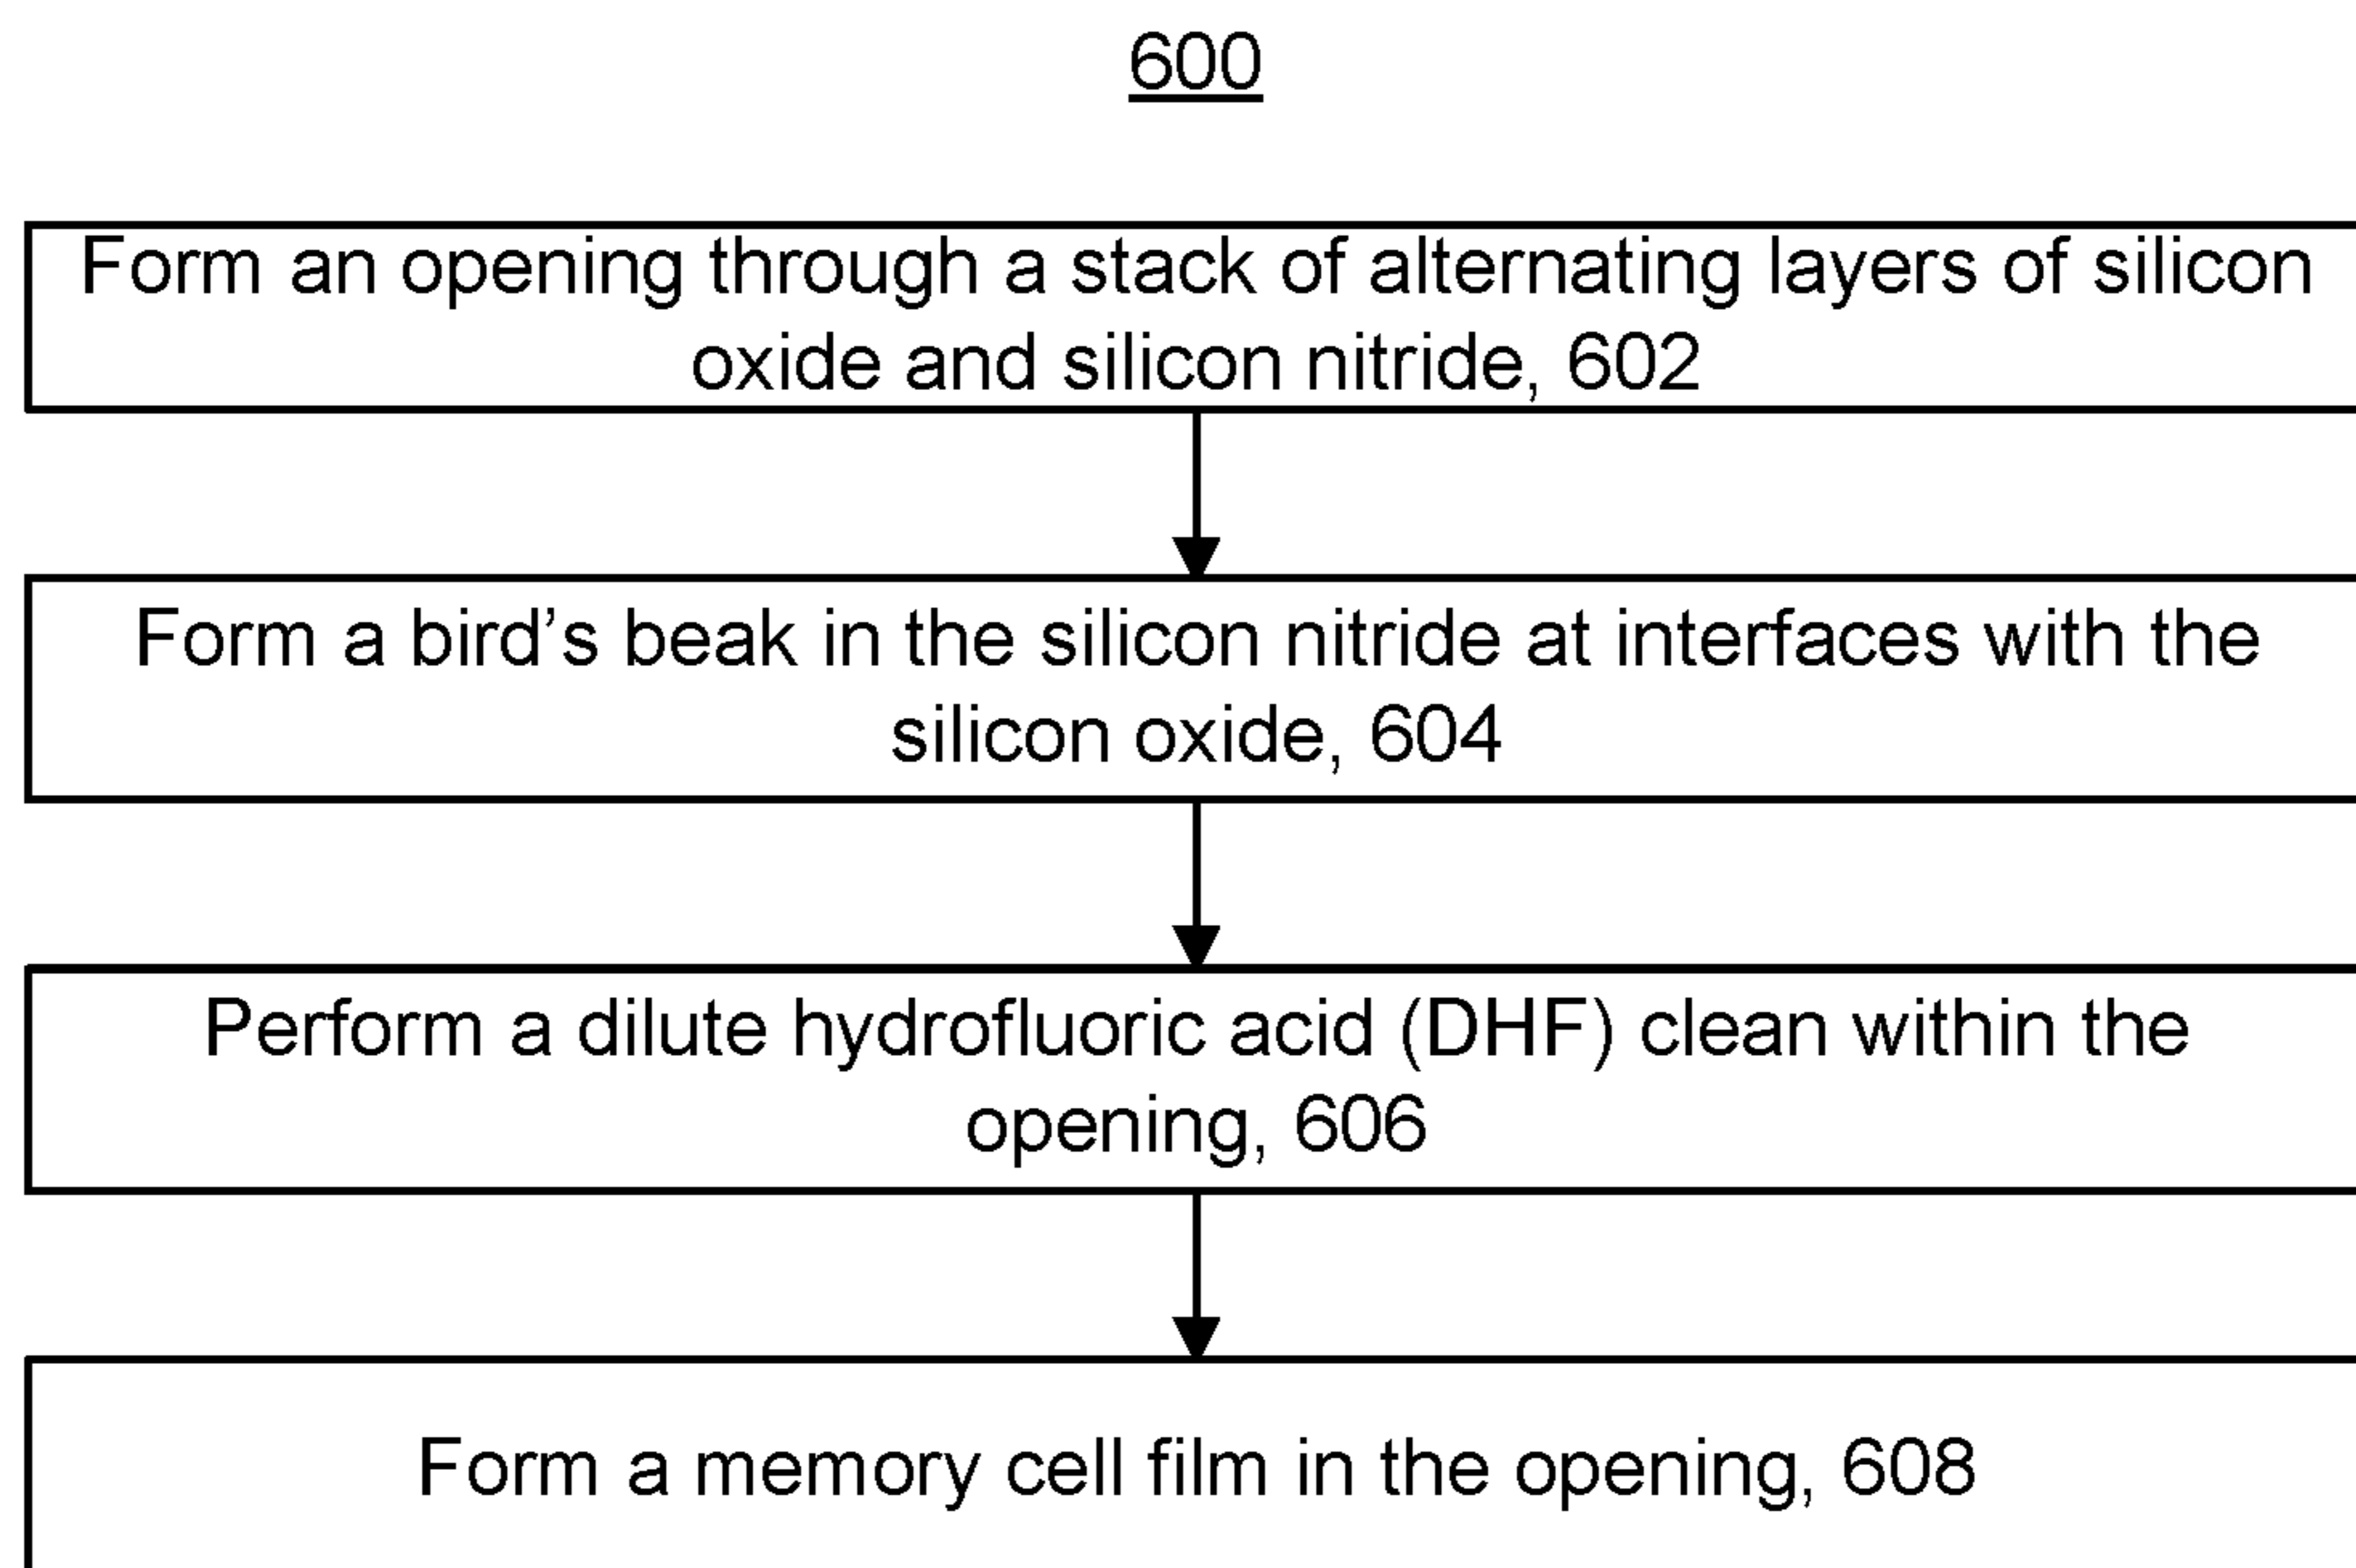 600
Form an opening through a stack of alternating layers of silicon
oxide and silicon nitride, 602
Form a bird’s beak in the silicon nitride at interfaces with the
silicon oxide, 604
Perform a dilute hydrofluoric acid (DHF) clean within the
opening, 606
Form a memory cell film in the opening, 608